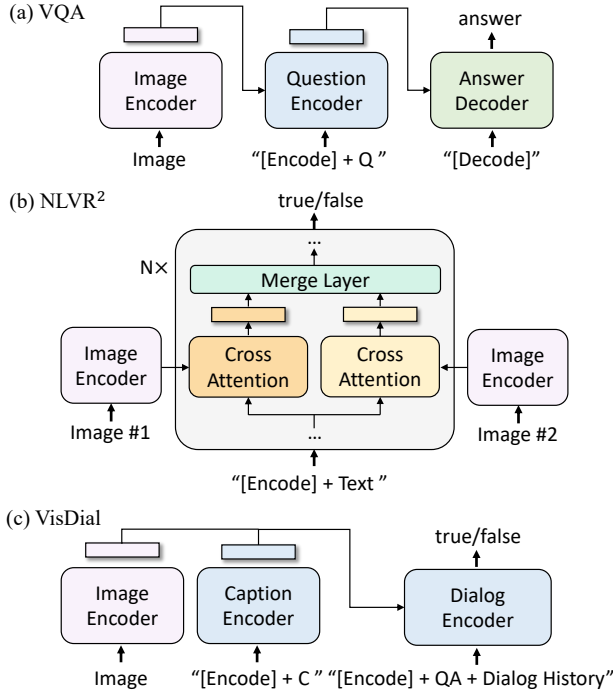 (a) VQA
answer
Image
Encoder
Question
Encoder
Answer
Decoder
Image
“[Encode] + Q ”
“[Decode]”
(b) NLVR²
true/false
...
N×
Merge Layer
Image
Encoder
Cross
Attention
Cross
Attention
Image
Encoder
Image #1
...
Image #2
“[Encode] + Text ”
(c) VisDial
true/false
Image
Encoder
Caption
Encoder
Dialog
Encoder
Image
“[Encode] + C ”
“[Encode] + QA + Dialog History”